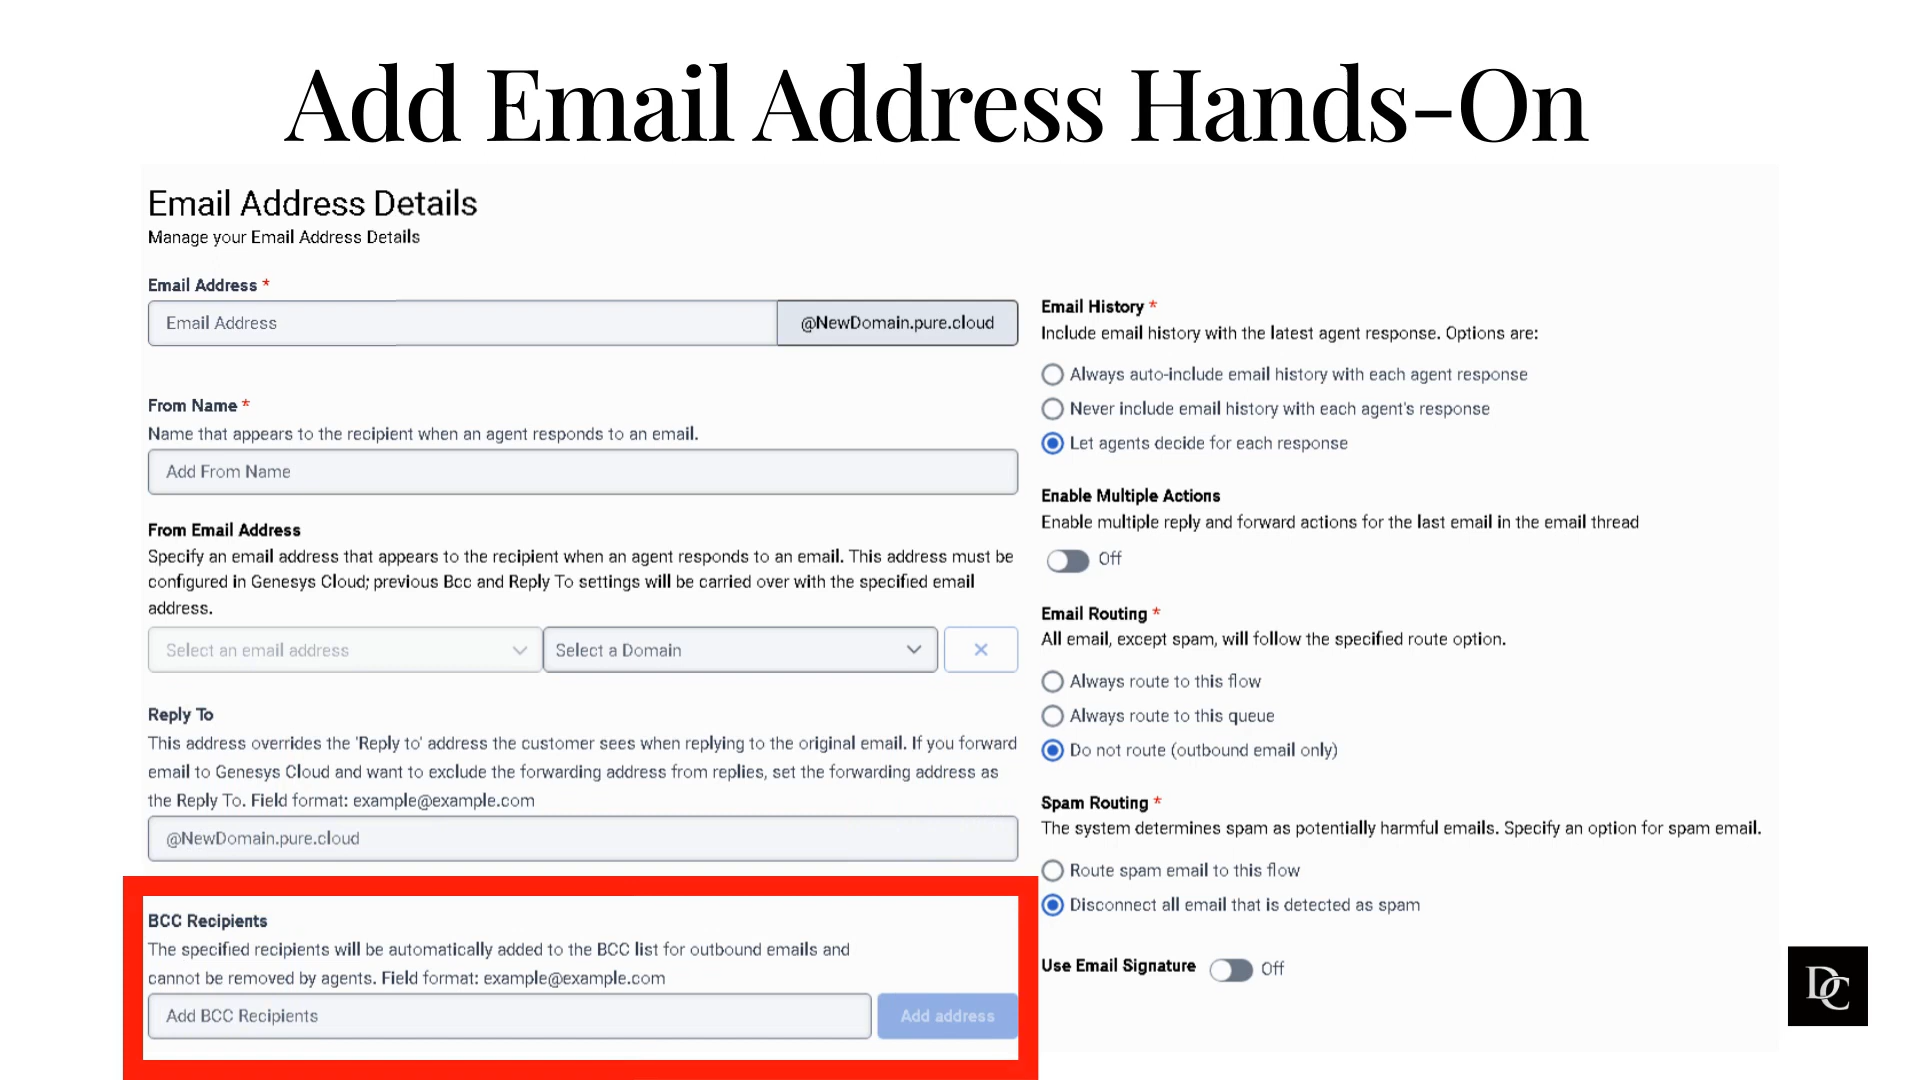 Add Email Address Hands-On
Email Address Details
Manage your Email Address Details
Email Address *
Email Address
@NewDomain.pure.cloud
From Name *
Name that appears to the recipient when an agent responds to an email.
Add From Name
From Email Address
Specify an email address that appears to the recipient when an agent responds to an email. This address must be
configured in Genesys Cloud; previous Bcc and Reply To settings will be carried over with the specified email
address.
Select an email address
Select a Domain
Reply To
This address overrides the 'Reply to' address the customer sees when replying to the original email. If you forward
email to Genesys Cloud and want to exclude the forwarding address from replies, set the forwarding address as
the Reply To. Field format: example@example.com
@NewDomain.pure.cloud
BCC Recipients
The specified recipients will be automatically added to the BCC list for outbound emails and
cannot be removed by agents. Field format: example@example.com
Add BCC Recipients
Add address
Email History *
Include email history with the latest agent response. Options are:
Always auto-include email history with each agent response
Never include email history with each agent's response
Let agents decide for each response
Enable Multiple Actions
Enable multiple reply and forward actions for the last email in the email thread
Off
Email Routing *
All email, except spam, will follow the specified route option.
Always route to this flow
Always route to this queue
Do not route (outbound email only)
Spam Routing *
The system determines spam as potentially harmful emails. Specify an option for spam email.
Route spam email to this flow
Disconnect all email that is detected as spam
Use Email Signature
Off
DC